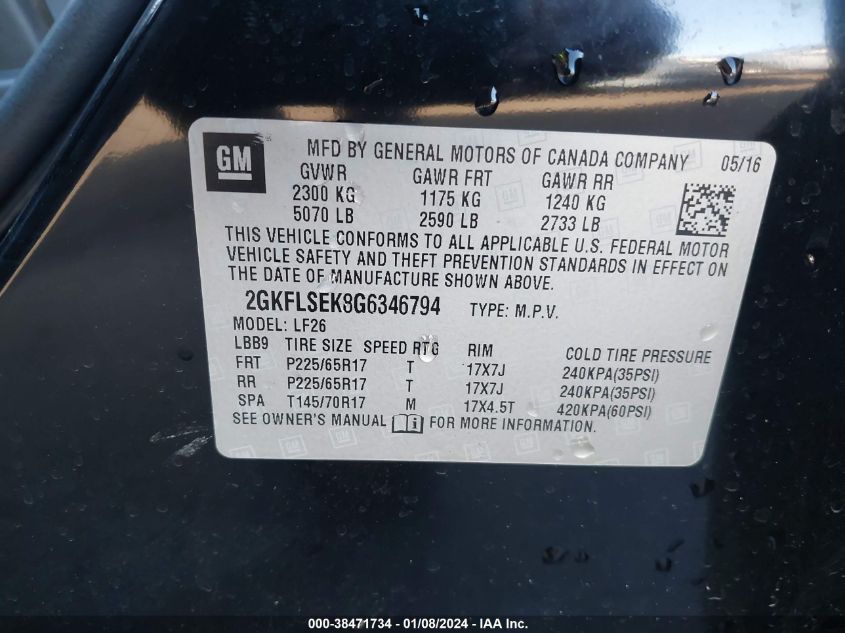 GM MFD BY GENERAL MOTORS OF CANADA COMPANY 05/16
GVWR GAWR FRT GAWR RR
2300 KG 1175 KG 1240 KG
5070 LB 2590 LB 2733 LB
THIS VEHICLE CONFORMS TO ALL APPLICABLE U.S. FEDERAL MOTOR
VEHICLE SAFETY AND THEFT PREVENTION STANDARDS IN EFFECT ON
THE DATE OF MANUFACTURE SHOWN ABOVE.
2GKFLSEK8G6346794 TYPE: M.P.V.
MODEL: LF26
LBB9 TIRE SIZE SPEED RTG RIM COLD TIRE PRESSURE
FRT P225/65R17 T 17X7J 240KPA(35PSI)
RR P225/65R17 T 17X7J 240KPA(35PSI)
SPA T145/70R17 M 17X4.5T 420KPA(60PSI)
SEE OWNER'S MANUAL FOR MORE INFORMATION.
000-38471734 - 01/08/2024 - IAA Inc.